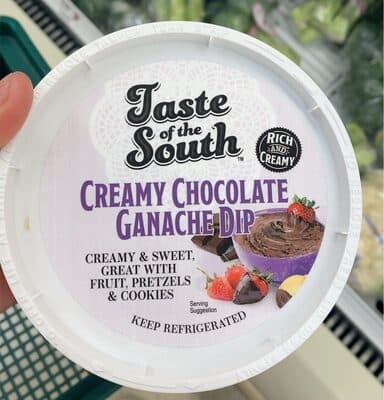 Taste
of the
South™
RICH
AND
CREAMY
CREAMY CHOCOLATE
GANACHE DIP
CREAMY & SWEET,
GREAT WITH
FRUIT, PRETZELS
& COOKIES
Serving
Suggestion
KEEP REFRIGERATED